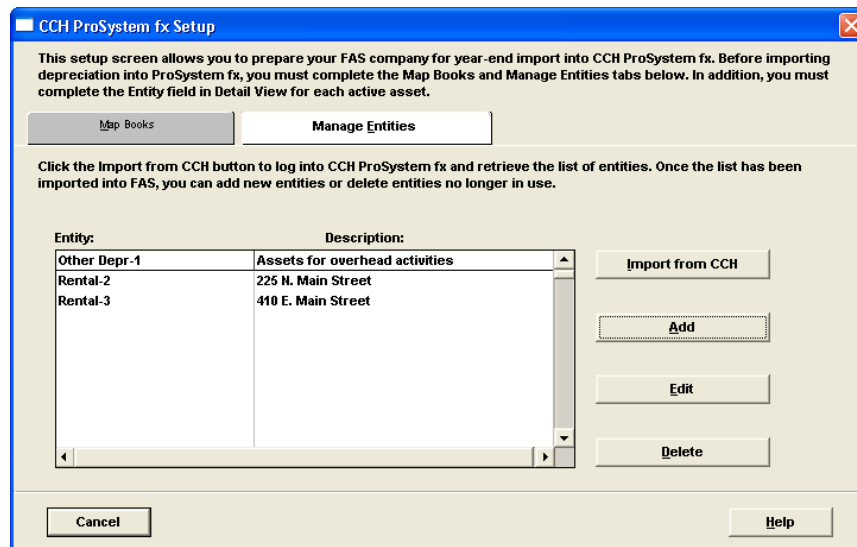 CCH ProSystem fx Setup
This setup screen allows you to prepare your FAS company for year-end import into CCH ProSystem fx. Before importing
depreciation into ProSystem fx, you must complete the Map Books and Manage Entities tabs below. In addition, you must
complete the Entity field in Detail View for each active asset.
Map Books
Manage Entities
Click the Import from CCH button to log into CCH ProSystem fx and retrieve the list of entities. Once the list has been
imported into FAS, you can add new entities or delete entities no longer in use.
Entity: Description:
Other Depr-1 Assets for overhead activities
Rental-2 225 N. Main Street
Rental-3 410 E. Main Street
Import from CCH
Add
Edit
Delete
Cancel
Help